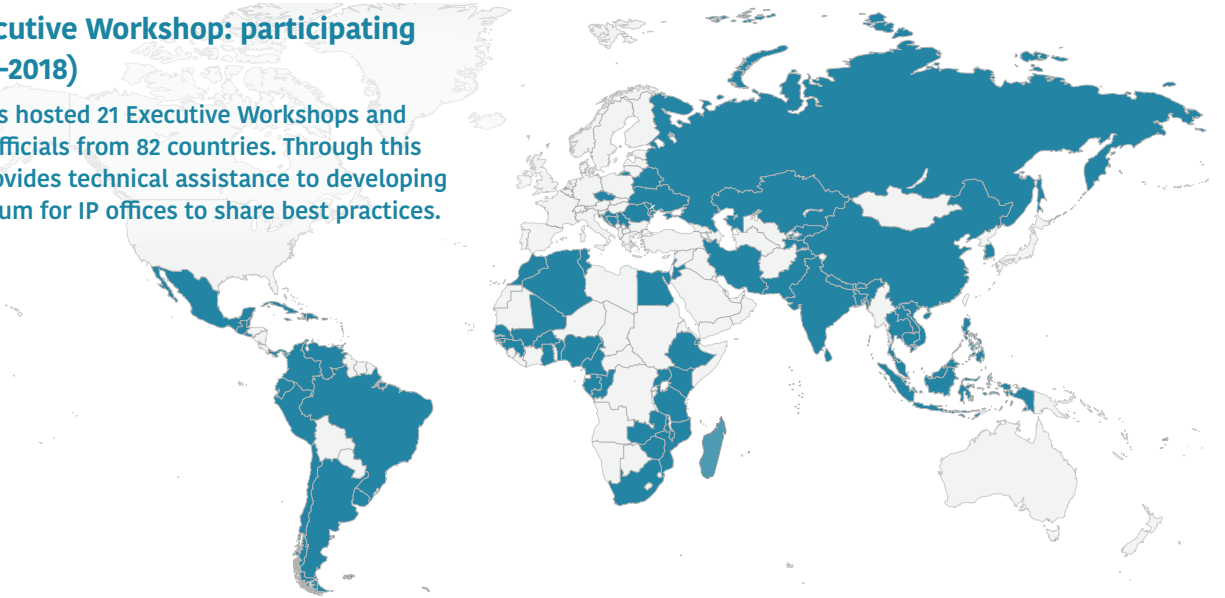 cutive Workshop: participating
-2018)
s hosted 21 Executive Workshops and
fficials from 82 countries. Through this
ovides technical assistance to developing
um for IP offices to share best practices.